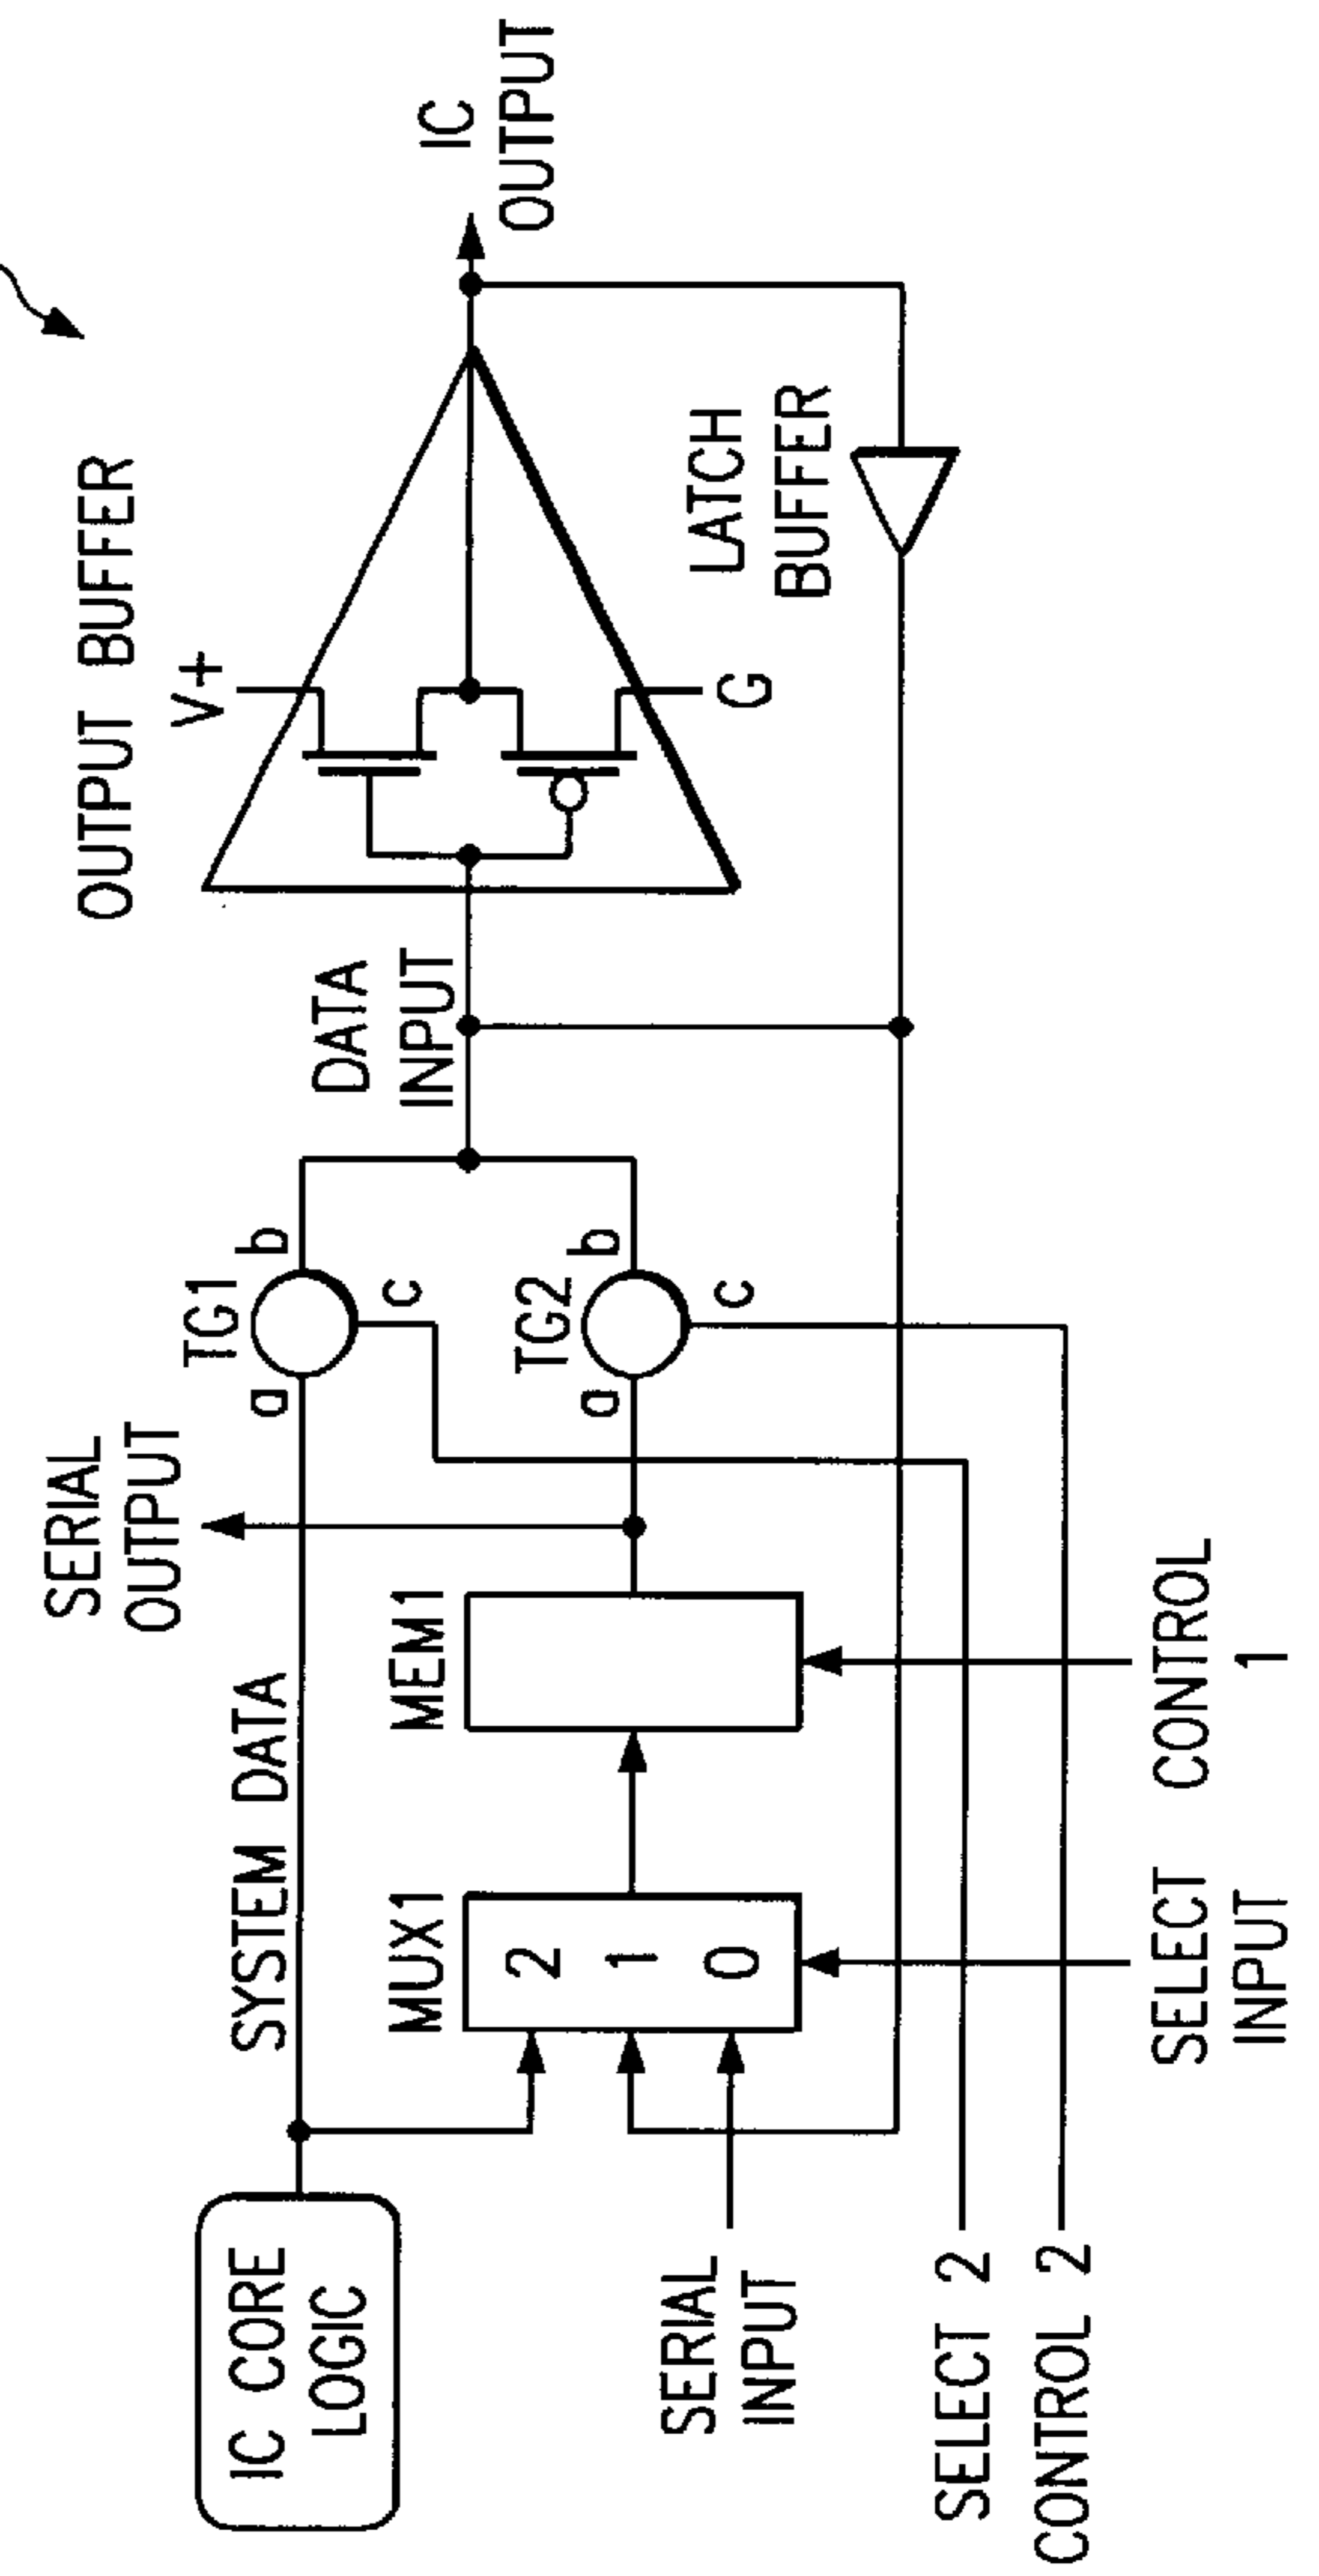 IC CORE
LOGIC
SYSTEM DATA
SERIAL
OUTPUT
OUTPUT BUFFER
V+
IC
OUTPUT
MUX1
2
1
0
MEM1
TG1
a
b
c
TG2
a
b
c
DATA
INPUT
G
LATCH
BUFFER
SERIAL
INPUT
SELECT 2
CONTROL 2
SELECT
INPUT
CONTROL
1